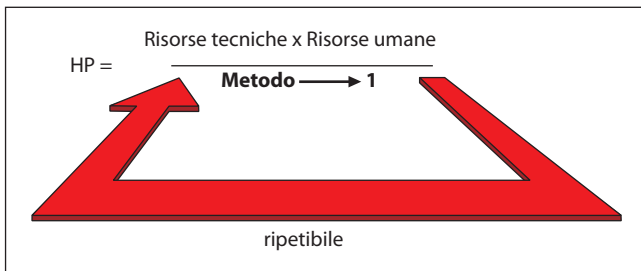 Risorse tecniche x Risorse umane
HP =
Metodo → 1
ripetibile